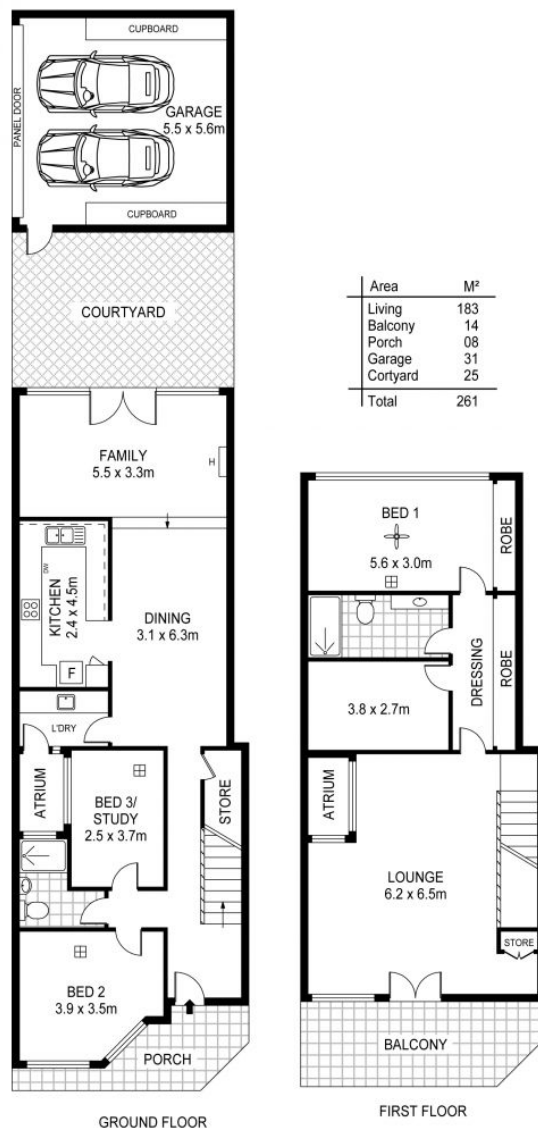 CUPBOARD
PANEL DOOR
GARAGE
5.5 x 5.6m
CUPBOARD
COURTYARD
FAMILY
5.5 x 3.3m
H
KITCHEN
2.4 x 4.5m
DW
F
DINING
3.1 x 6.3m
L'DRY
ATRIUM
BED 3/
STUDY
2.5 x 3.7m
STORE
BED 2
3.9 x 3.5m
PORCH
GROUND FLOOR
Area M²
Living 183
Balcony 14
Porch 08
Garage 31
Cortyard 25
Total 261
BED 1
5.6 x 3.0m
ROBE
DRESSING
ROBE
3.8 x 2.7m
ATRIUM
LOUNGE
6.2 x 6.5m
STORE
BALCONY
FIRST FLOOR